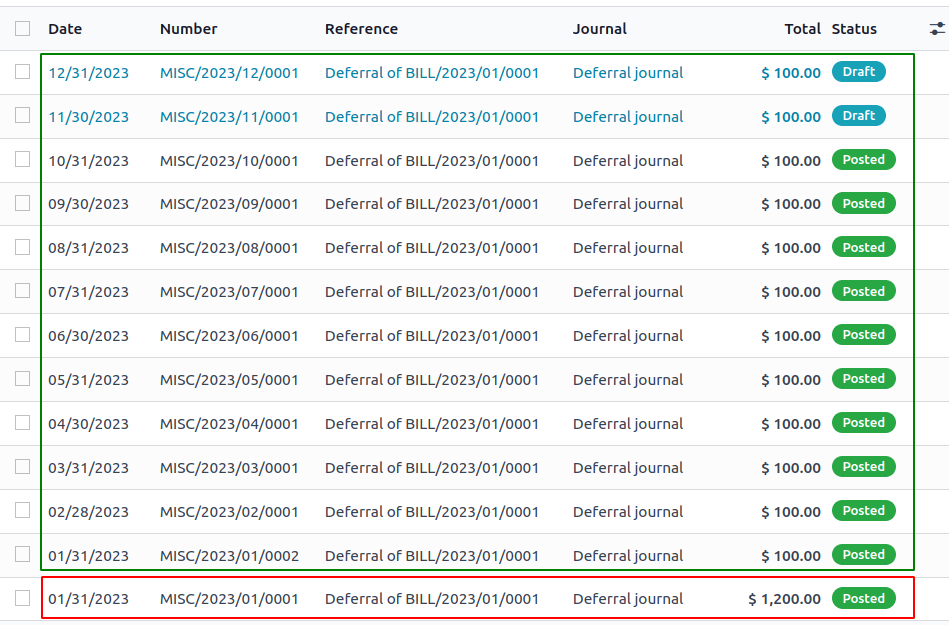 Date Number Reference Journal Total Status
12/31/2023 MISC/2023/12/0001 Deferral of BILL/2023/01/0001 Deferral journal $ 100.00 Draft
11/30/2023 MISC/2023/11/0001 Deferral of BILL/2023/01/0001 Deferral journal $ 100.00 Draft
10/31/2023 MISC/2023/10/0001 Deferral of BILL/2023/01/0001 Deferral journal $ 100.00 Posted
09/30/2023 MISC/2023/09/0001 Deferral of BILL/2023/01/0001 Deferral journal $ 100.00 Posted
08/31/2023 MISC/2023/08/0001 Deferral of BILL/2023/01/0001 Deferral journal $ 100.00 Posted
07/31/2023 MISC/2023/07/0001 Deferral of BILL/2023/01/0001 Deferral journal $ 100.00 Posted
06/30/2023 MISC/2023/06/0001 Deferral of BILL/2023/01/0001 Deferral journal $ 100.00 Posted
05/31/2023 MISC/2023/05/0001 Deferral of BILL/2023/01/0001 Deferral journal $ 100.00 Posted
04/30/2023 MISC/2023/04/0001 Deferral of BILL/2023/01/0001 Deferral journal $ 100.00 Posted
03/31/2023 MISC/2023/03/0001 Deferral of BILL/2023/01/0001 Deferral journal $ 100.00 Posted
02/28/2023 MISC/2023/02/0001 Deferral of BILL/2023/01/0001 Deferral journal $ 100.00 Posted
01/31/2023 MISC/2023/01/0002 Deferral of BILL/2023/01/0001 Deferral journal $ 100.00 Posted
01/31/2023 MISC/2023/01/0001 Deferral of BILL/2023/01/0001 Deferral journal $ 1,200.00 Posted